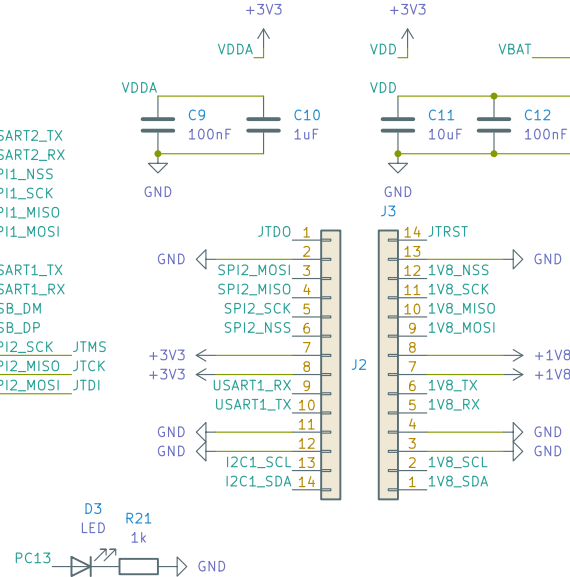 +3V3 +3V3
VDDA VDD VBAT
VDDA VDD
C9 C10 C11 C12
100nF 1uF 10uF 100nF
SART2_TX
SART2_RX
PI1_NSS
PI1_SCK
PI1_MISO
PI1_MOSI
GND GND
J3
JTDO 1 14 JTRST
GND 2 13 GND
SPI2_MOSI 3 12 1V8_NSS
SPI2_MISO 4 11 1V8_SCK
SPI2_SCK 5 10 1V8_MISO
SPI2_NSS 6 9 1V8_MOSI
+3V3 7 8 +1V8
+3V3 8 7 +1V8
USART1_RX 9 6 1V8_TX
USART1_TX 10 5 1V8_RX
GND 11 4 GND
GND 12 3 GND
I2C1_SCL 13 2 1V8_SCL
I2C1_SDA 14 1 1V8_SDA
J2
SART1_TX
SART1_RX
SB_DM
SB_DP
PI2_SCK JTMS
PI2_MISO JTCK
PI2_MOSI JTDI
D3
LED
R21
1k
PC13 GND